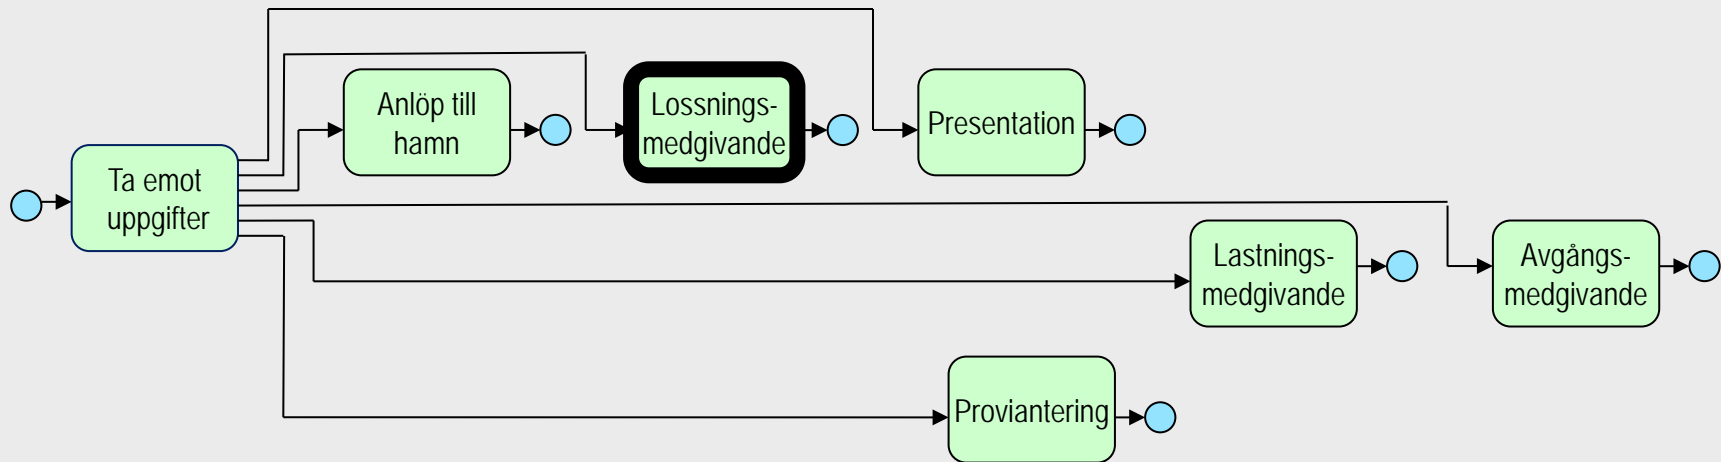 Anlöp till
hamn
Lossnings-
medgivande
Presentation
Ta emot
uppgifter
Lastnings-
medgivande
Avgångs-
medgivande
Proviantering